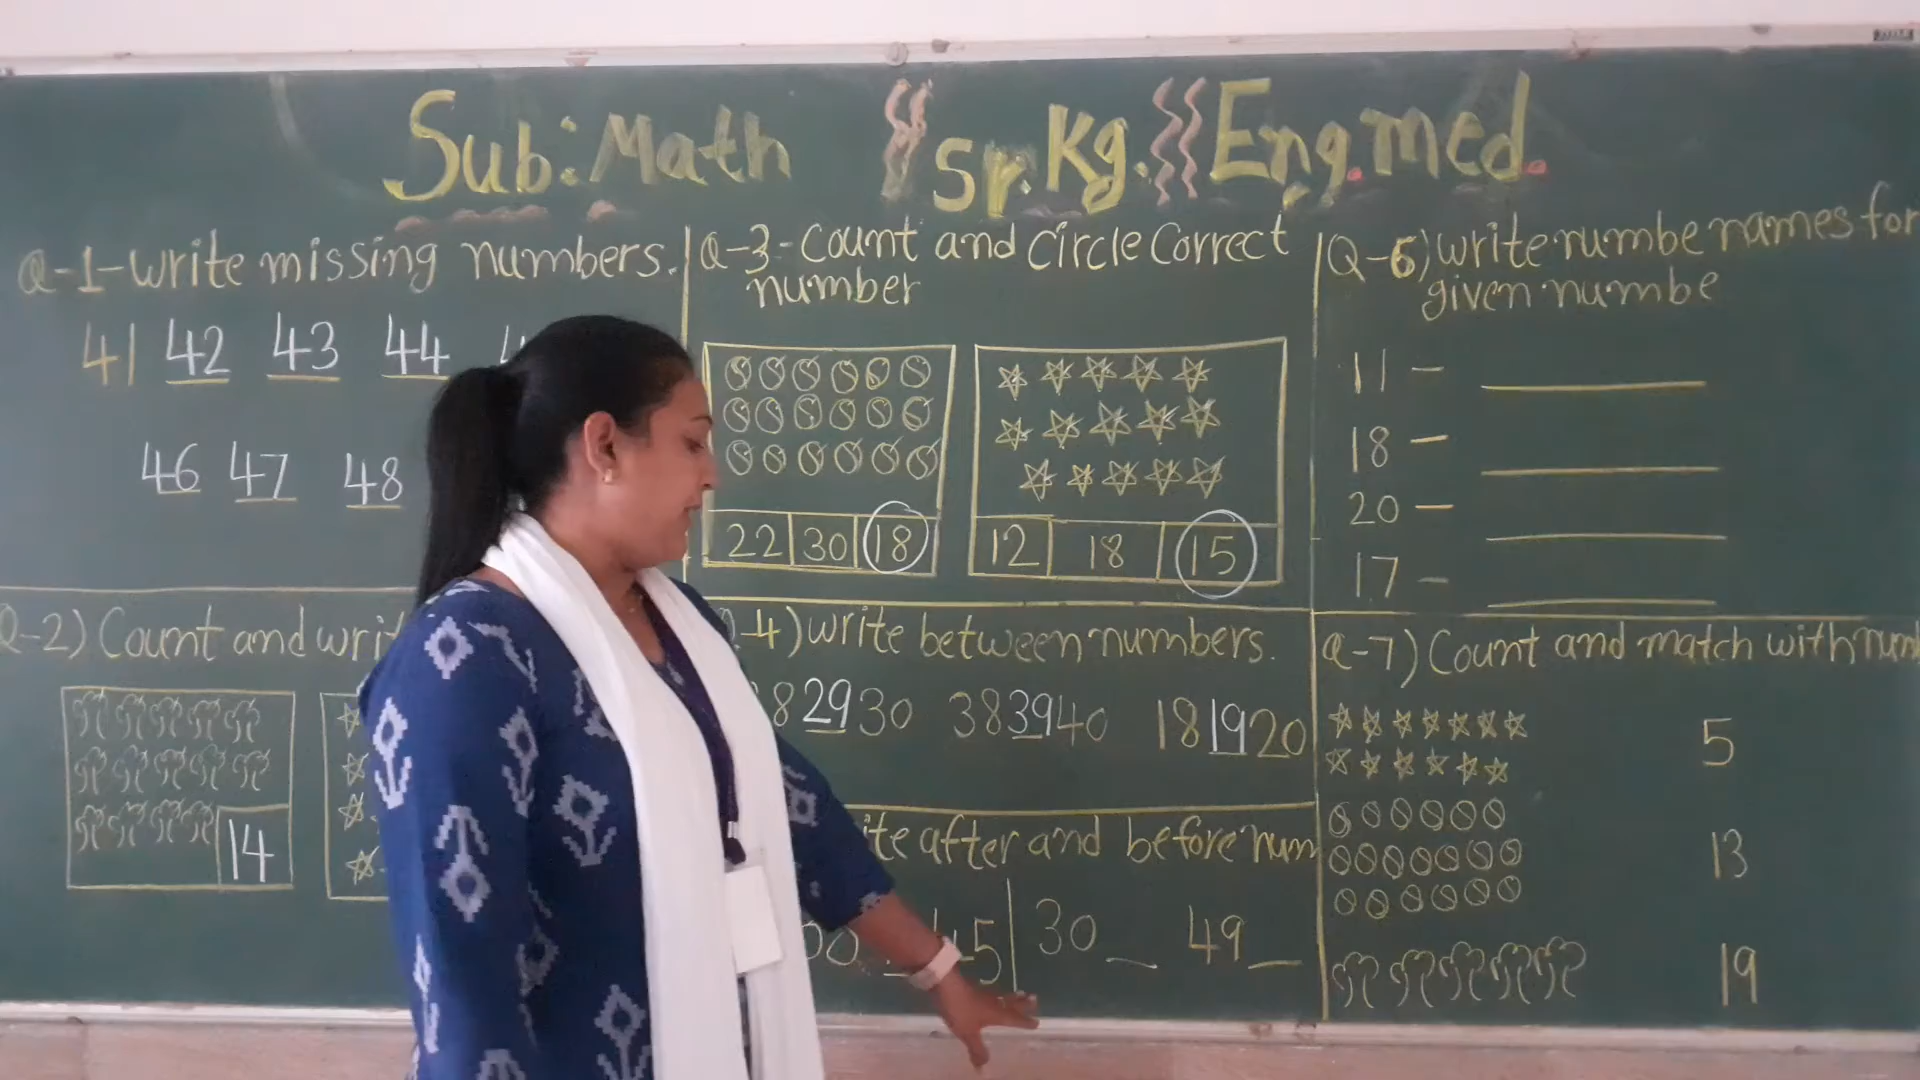 Sub: Math Sr. Kg. Eng. Med.
Q-1-write missing numbers.
41 42 43 44
46 47 48
Q-2) Count and
14
Q-3-Count and circle Correct
number
22 30 18
12 18 15
-4) write between numbers.
8 29 30 38 39 40 18 19 20
after and before num
30 _ 49 _
Q-6) write numbe names for
given numbe
11 -
18 -
20 -
17 -
Q-7) Count and match with num
5
13
19